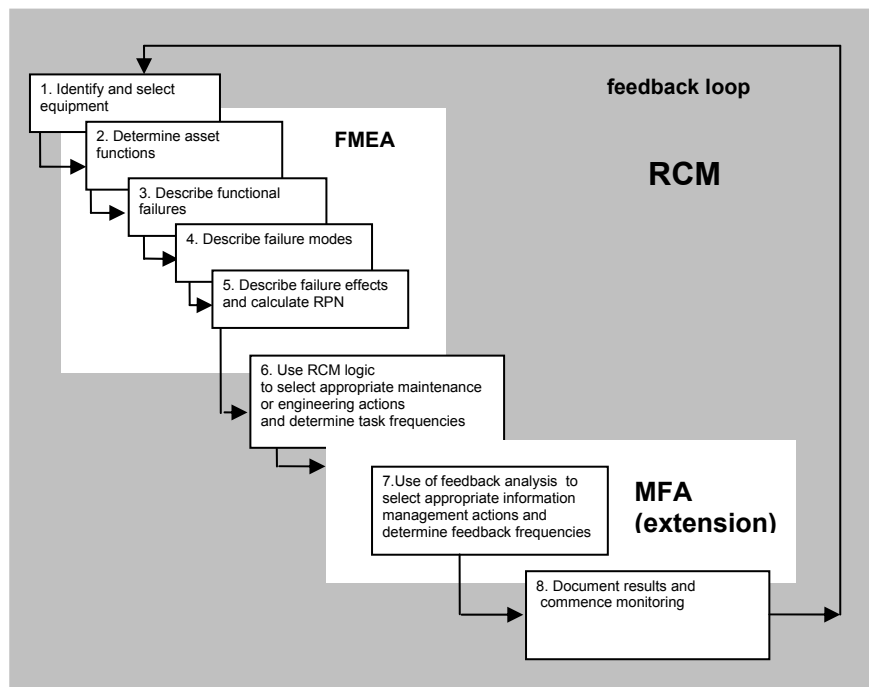 feedback loop
RCM
1. Identify and select
equipment
FMEA
2. Determine asset
functions
3. Describe functional
failures
4. Describe failure modes
5. Describe failure effects
and calculate RPN
6. Use RCM logic
to select appropriate maintenance
or engineering actions
and determine task frequencies
7.Use of feedback analysis to
select appropriate information
management actions and
determine feedback frequencies
MFA
(extension)
8. Document results and
commence monitoring